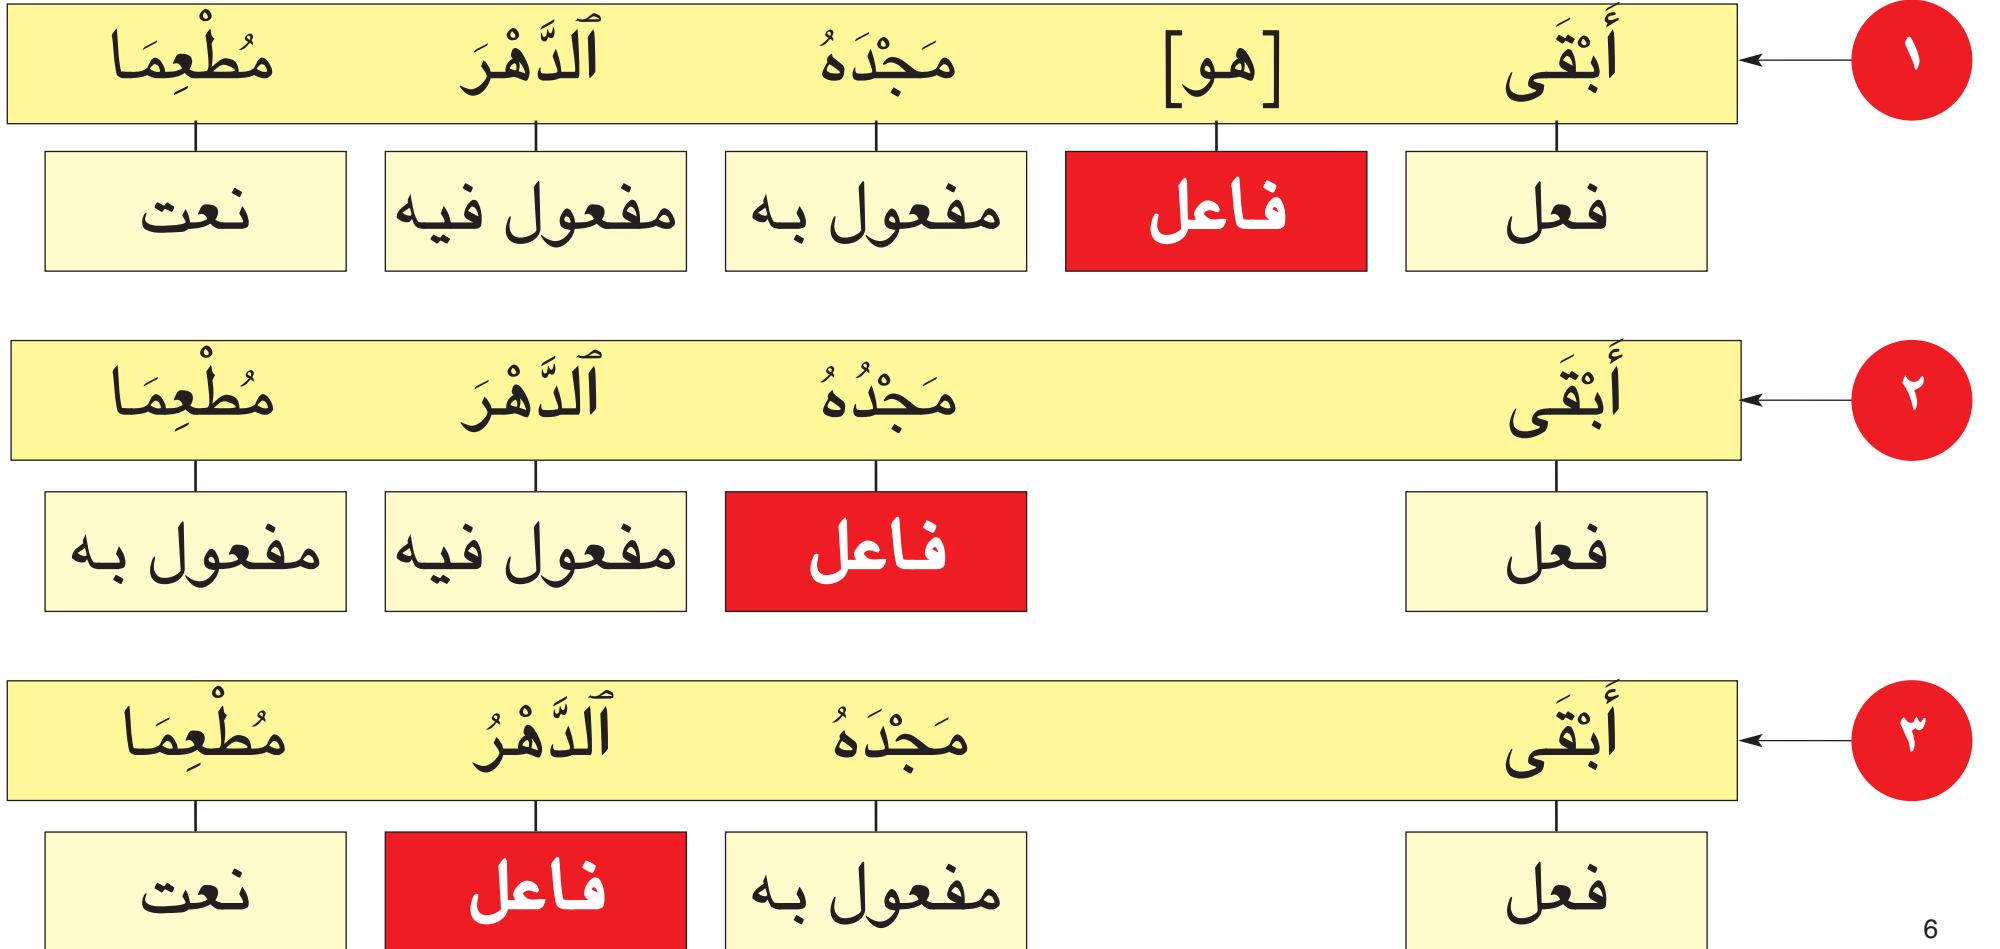 ١ أَبْقَى [هو] مَجْدَهُ ٱلدَّهْرَ مُطْعِمَا
فعل فاعل مفعول به مفعول فيه نعت
٢ أَبْقَى مَجْدُهُ ٱلدَّهْرَ مُطْعِمَا
فعل فاعل مفعول فيه مفعول به
٣ أَبْقَى مَجْدَهُ ٱلدَّهْرُ مُطْعِمَا
فعل مفعول به فاعل نعت
6